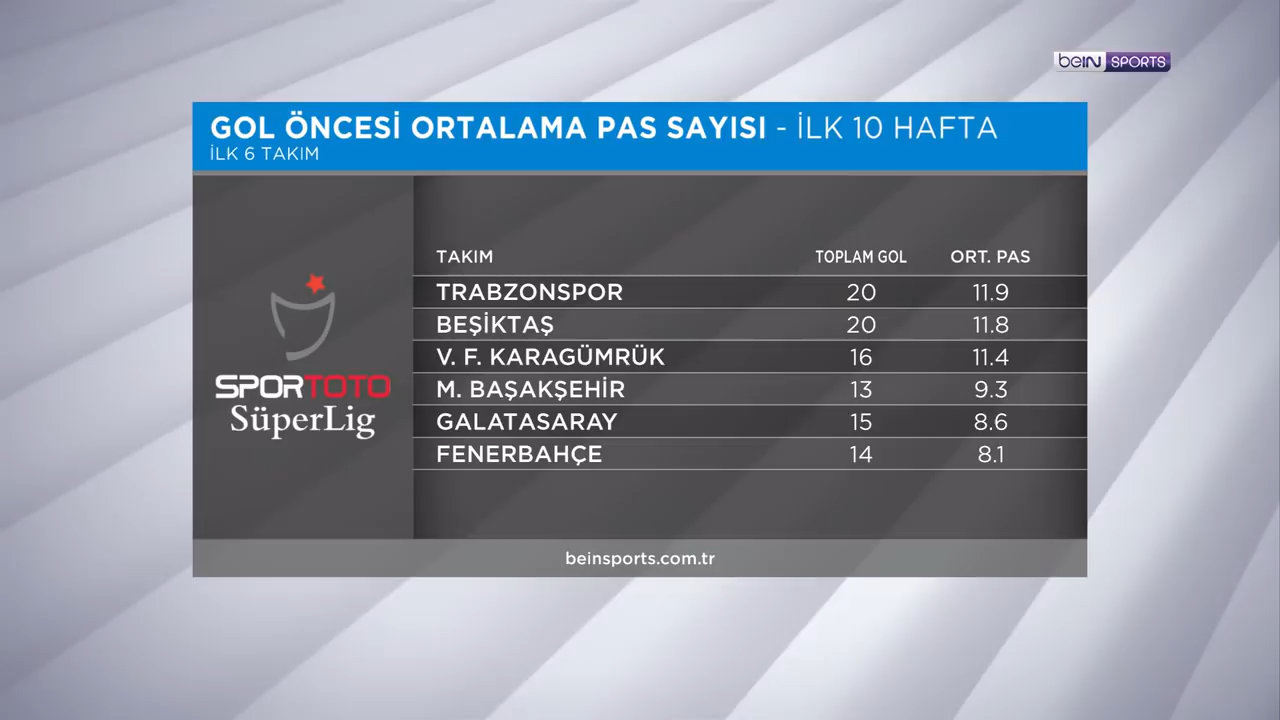 beIN SPORTS
GOL ÖNCESİ ORTALAMA PAS SAYISI - İLK 10 HAFTA
İLK 6 TAKIM
TAKIM TOPLAM GOL ORT. PAS
TRABZONSPOR 20 11.9
BEŞİKTAŞ 20 11.8
V. F. KARAGÜMRÜK 16 11.4
M. BAŞAKŞEHİR 13 9.3
GALATASARAY 15 8.6
FENERBAHÇE 14 8.1
SPORTOTO
SüperLig
beinsports.com.tr